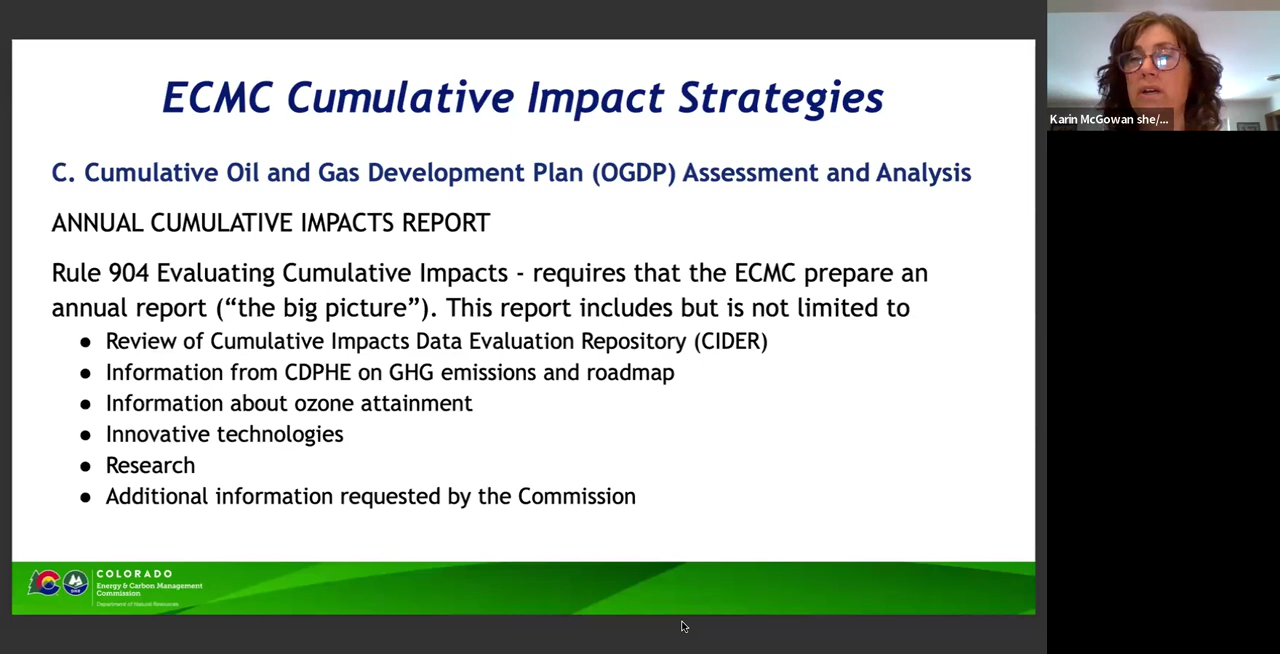 ECMC Cumulative Impact Strategies
C. Cumulative Oil and Gas Development Plan (OGDP) Assessment and Analysis
ANNUAL CUMULATIVE IMPACTS REPORT
Rule 904 Evaluating Cumulative Impacts - requires that the ECMC prepare an
annual report (“the big picture”). This report includes but is not limited to
● Review of Cumulative Impacts Data Evaluation Repository (CIDER)
● Information from CDPHE on GHG emissions and roadmap
● Information about ozone attainment
● Innovative technologies
● Research
● Additional information requested by the Commission
COLORADO
Energy & Carbon Management
Commission
Department of Natural Resources
Karin McGowan she/...